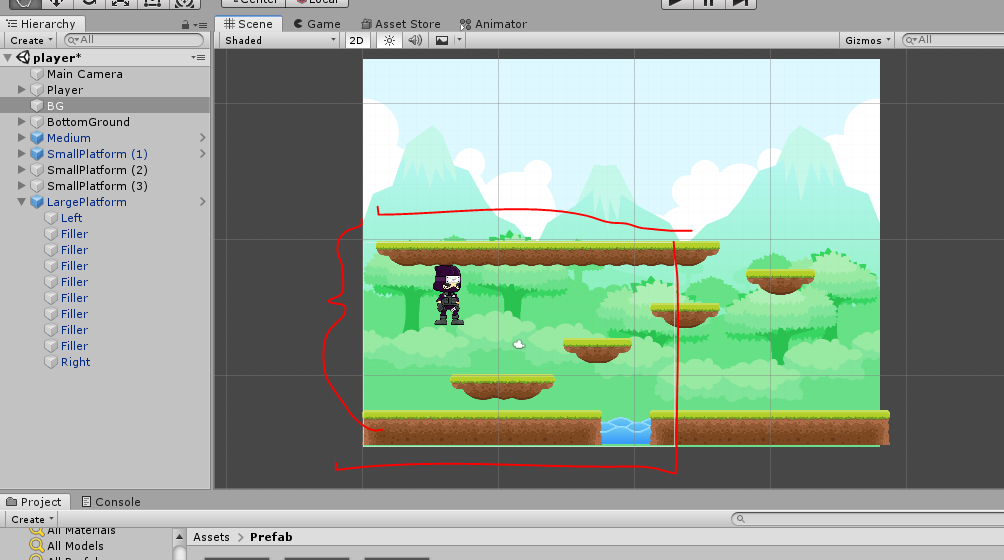 Center
Local
Hierarchy
Scene
Game
Asset Store
Animator
Create
All
Shaded
2D
Gizmos
All
player*
Main Camera
Player
BG
BottomGround
Medium
SmallPlatform (1)
SmallPlatform (2)
SmallPlatform (3)
LargePlatform
Left
Filler
Filler
Filler
Filler
Filler
Filler
Filler
Filler
Right
Project
Console
Create
All Materials
All Models
Assets > Prefab